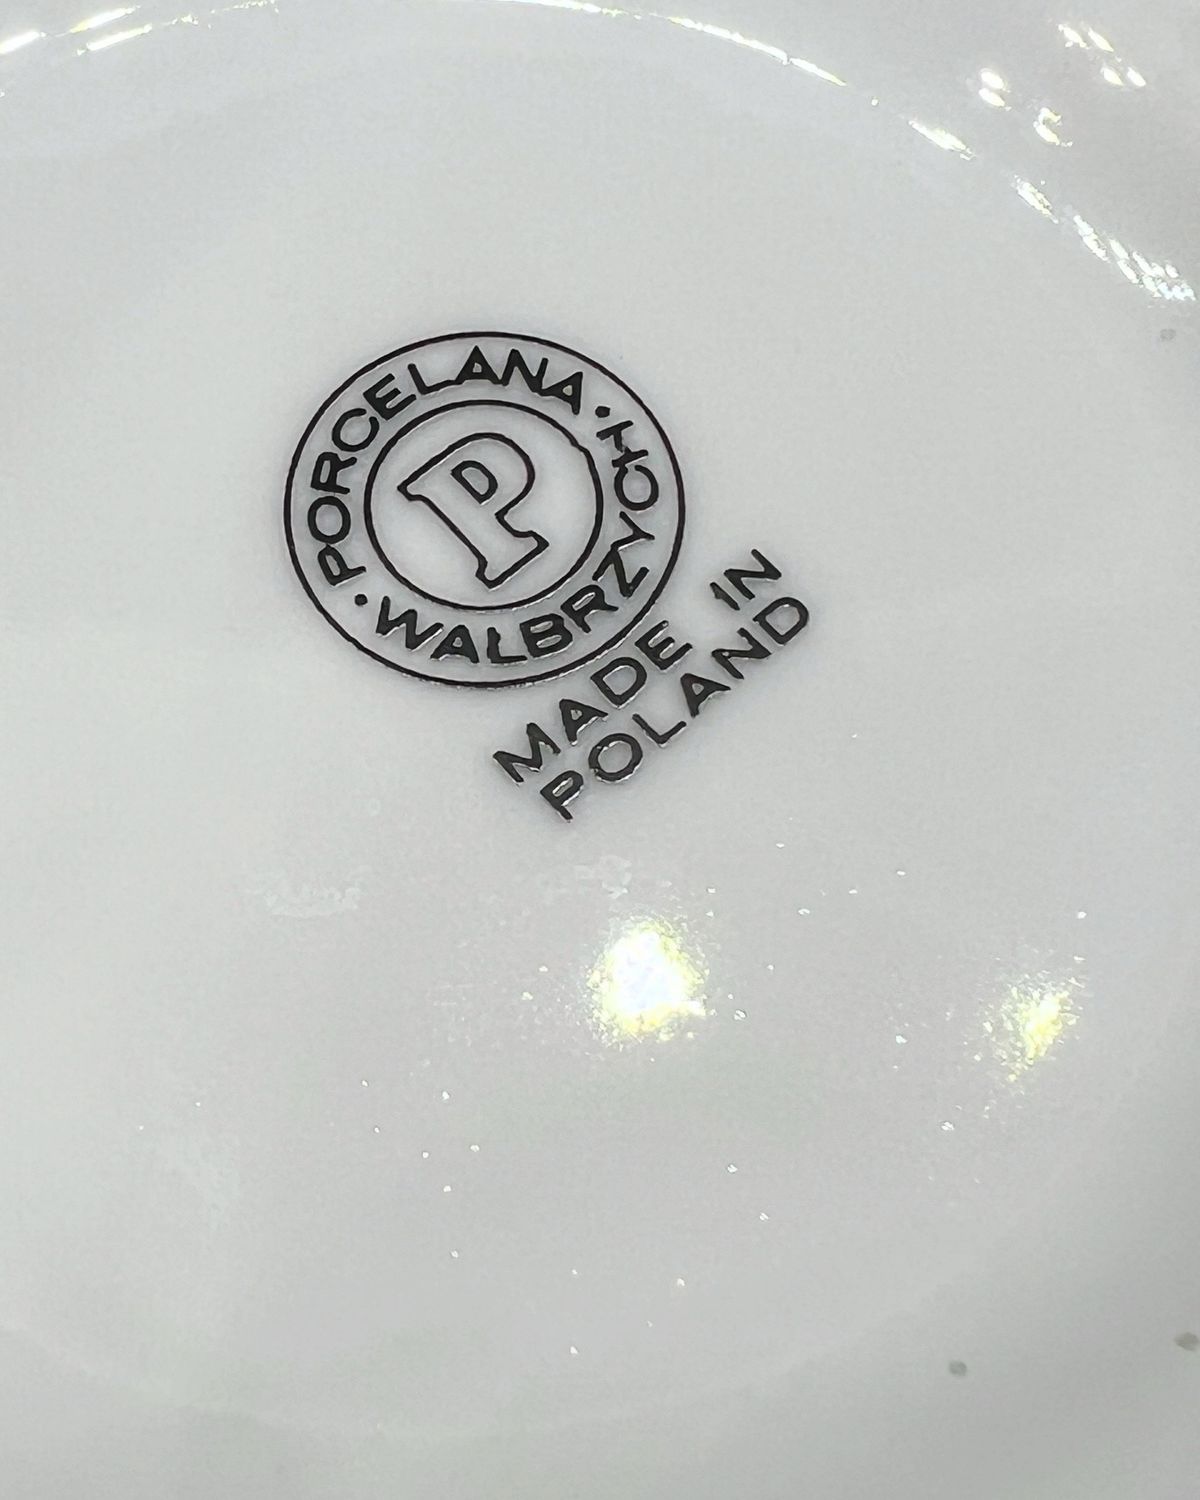 PORCELANA • WALBRZYCH •
P
MADE IN
POLAND